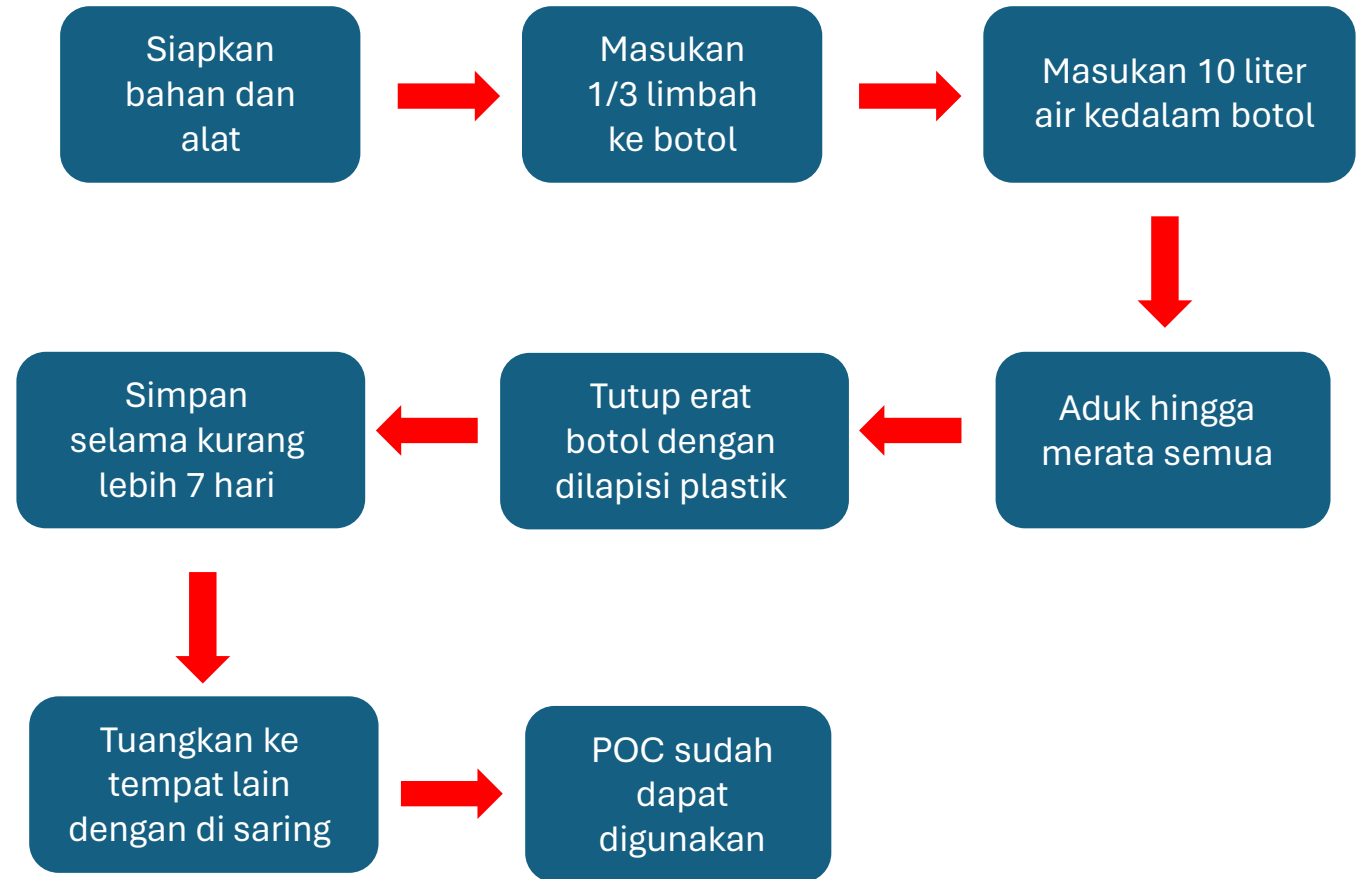 Siapkan
bahan dan
alat
Masukan
1/3 limbah
ke botol
Masukan 10 liter
air kedalam botol
Aduk hingga
merata semua
Tutup erat
botol dengan
dilapisi plastik
Simpan
selama kurang
lebih 7 hari
Tuangkan ke
tempat lain
dengan di saring
POC sudah
dapat
digunakan